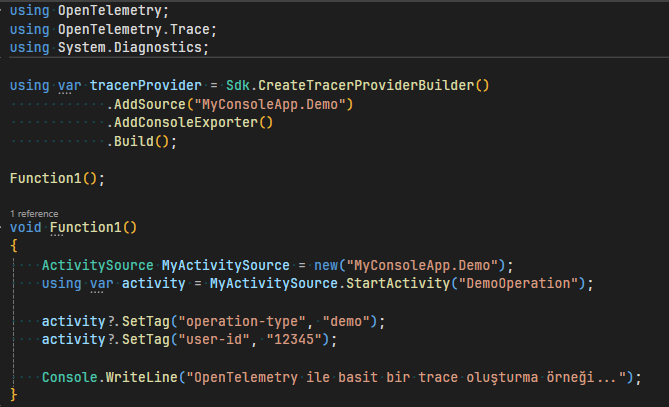 using OpenTelemetry;
using OpenTelemetry.Trace;
using System.Diagnostics;
using var tracerProvider = Sdk.CreateTracerProviderBuilder()
.AddSource("MyConsoleApp.Demo")
.AddConsoleExporter()
.Build();
Function1();
1 reference
void Function1()
{
ActivitySource MyActivitySource = new("MyConsoleApp.Demo");
using var activity = MyActivitySource.StartActivity("DemoOperation");
activity?.SetTag("operation-type", "demo");
activity?.SetTag("user-id", "12345");
Console.WriteLine("OpenTelemetry ile basit bir trace oluşturma örneği...");
}